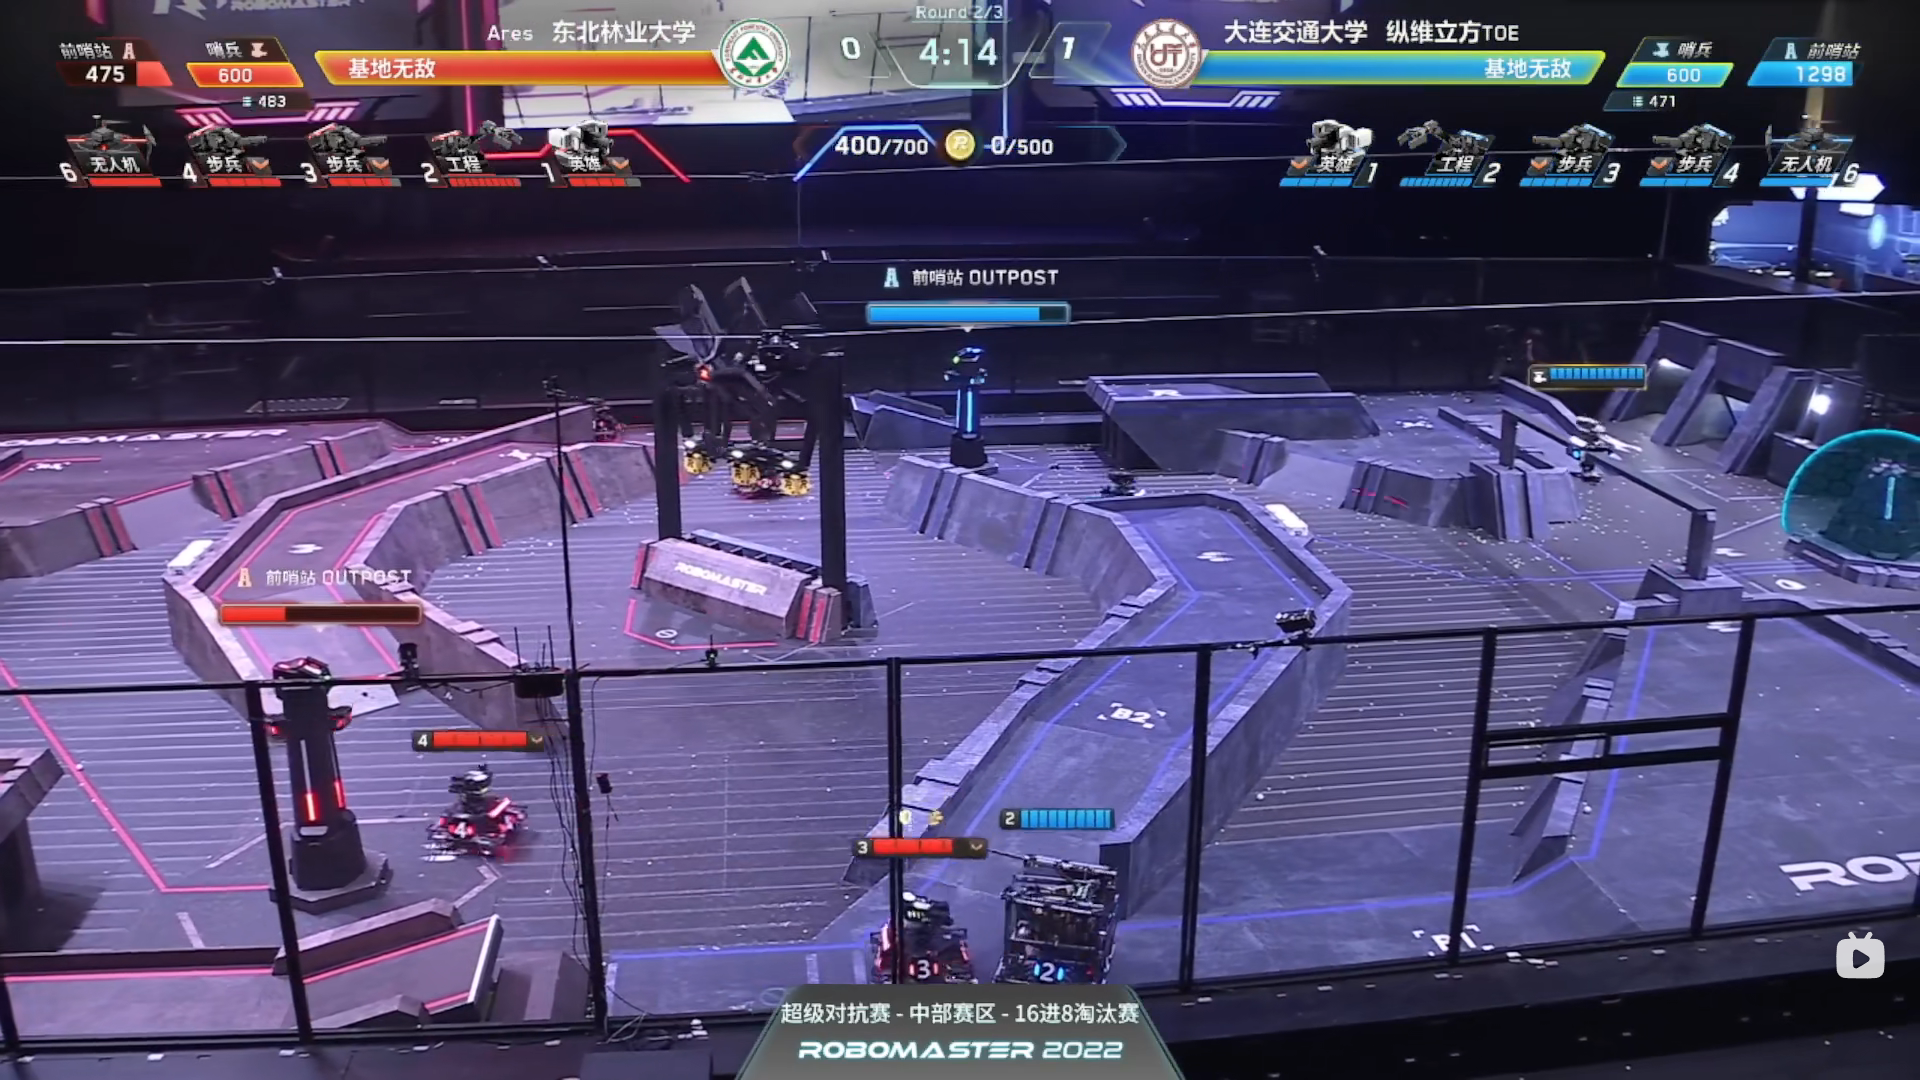 Round 2/3
Ares 东北林业大学
0
4:14
1
大连交通大学 纵维立方TOE
前哨站
475
哨兵
600
483
基地无敌
基地无敌
哨兵
600
471
前哨站
1298
6 无人机
4 步兵
3 步兵
2 工程
1 英雄
400/700
0/500
英雄 1
工程 2
步兵 3
步兵 4
无人机 6
前哨站 OUTPOST
ROBOMASTER
前哨站 OUTPOST
4
B2
3
2
4
3
2
超级对抗赛 - 中部赛区 - 16进8淘汰赛
ROBOMASTER 2022